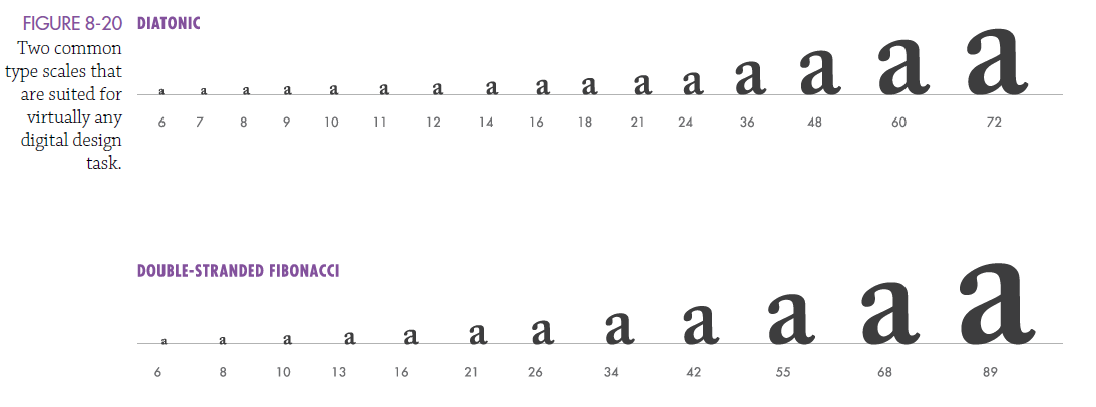 FIGURE 8-20
Two common
type scales that
are suited for
virtually any
digital design
task.
DIATONIC
a a a a a a a a a a a a a a a a
6 7 8 9 10 11 12 14 16 18 21 24 36 48 60 72
DOUBLE-STRANDED FIBONACCI
a a a a a a a a a a a a
6 8 10 13 16 21 26 34 42 55 68 89